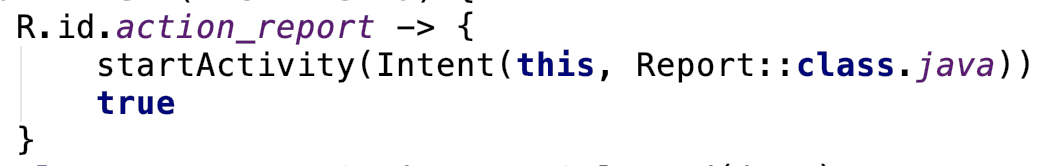 R.id.action_report -> {
startActivity(Intent(this, Report::class.java))
true
}